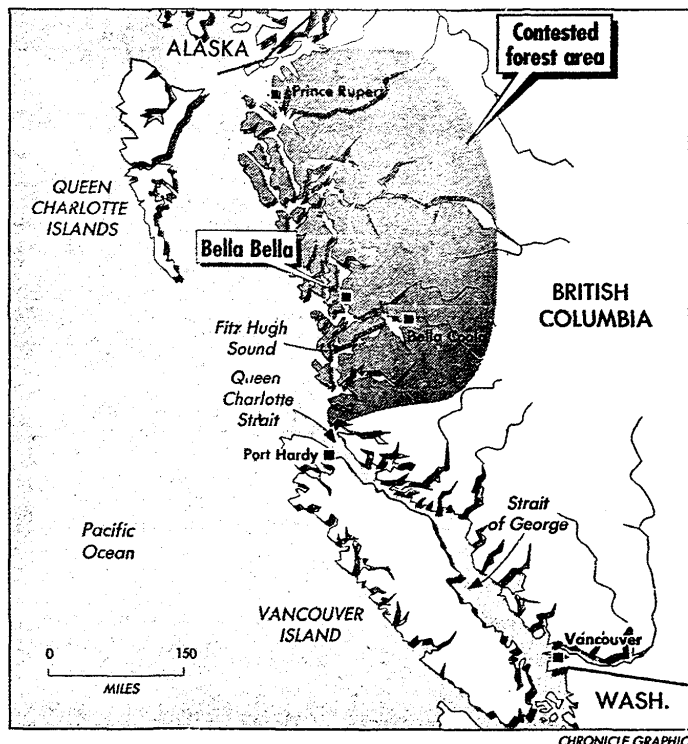 ALASKA
Contested
forest area
Prince Rupert
QUEEN
CHARLOTTE
ISLANDS
Bella Bella
BRITISH
COLUMBIA
Fitz Hugh
Sound
Bella Coola
Queen
Charlotte
Strait
Port Hardy
Strait
of George
Pacific
Ocean
VANCOUVER
ISLAND
Vancouver
0 150
MILES
WASH.
CHRONICLE GRAPHIC